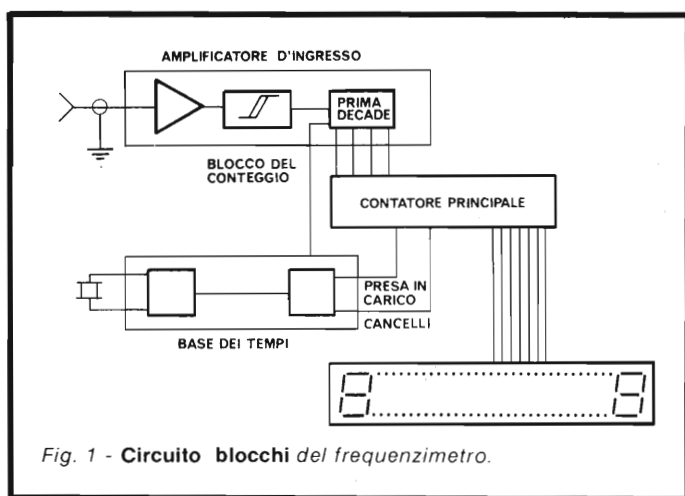 AMPLIFICATORE D'INGRESSO
PRIMA
DECADE
BLOCCO DEL
CONTEGGIO
CONTATORE PRINCIPALE
PRESA IN
CARICO
CANCELLI
BASE DEI TEMPI
Fig. 1 - Circuito blocchi del frequenzimetro.